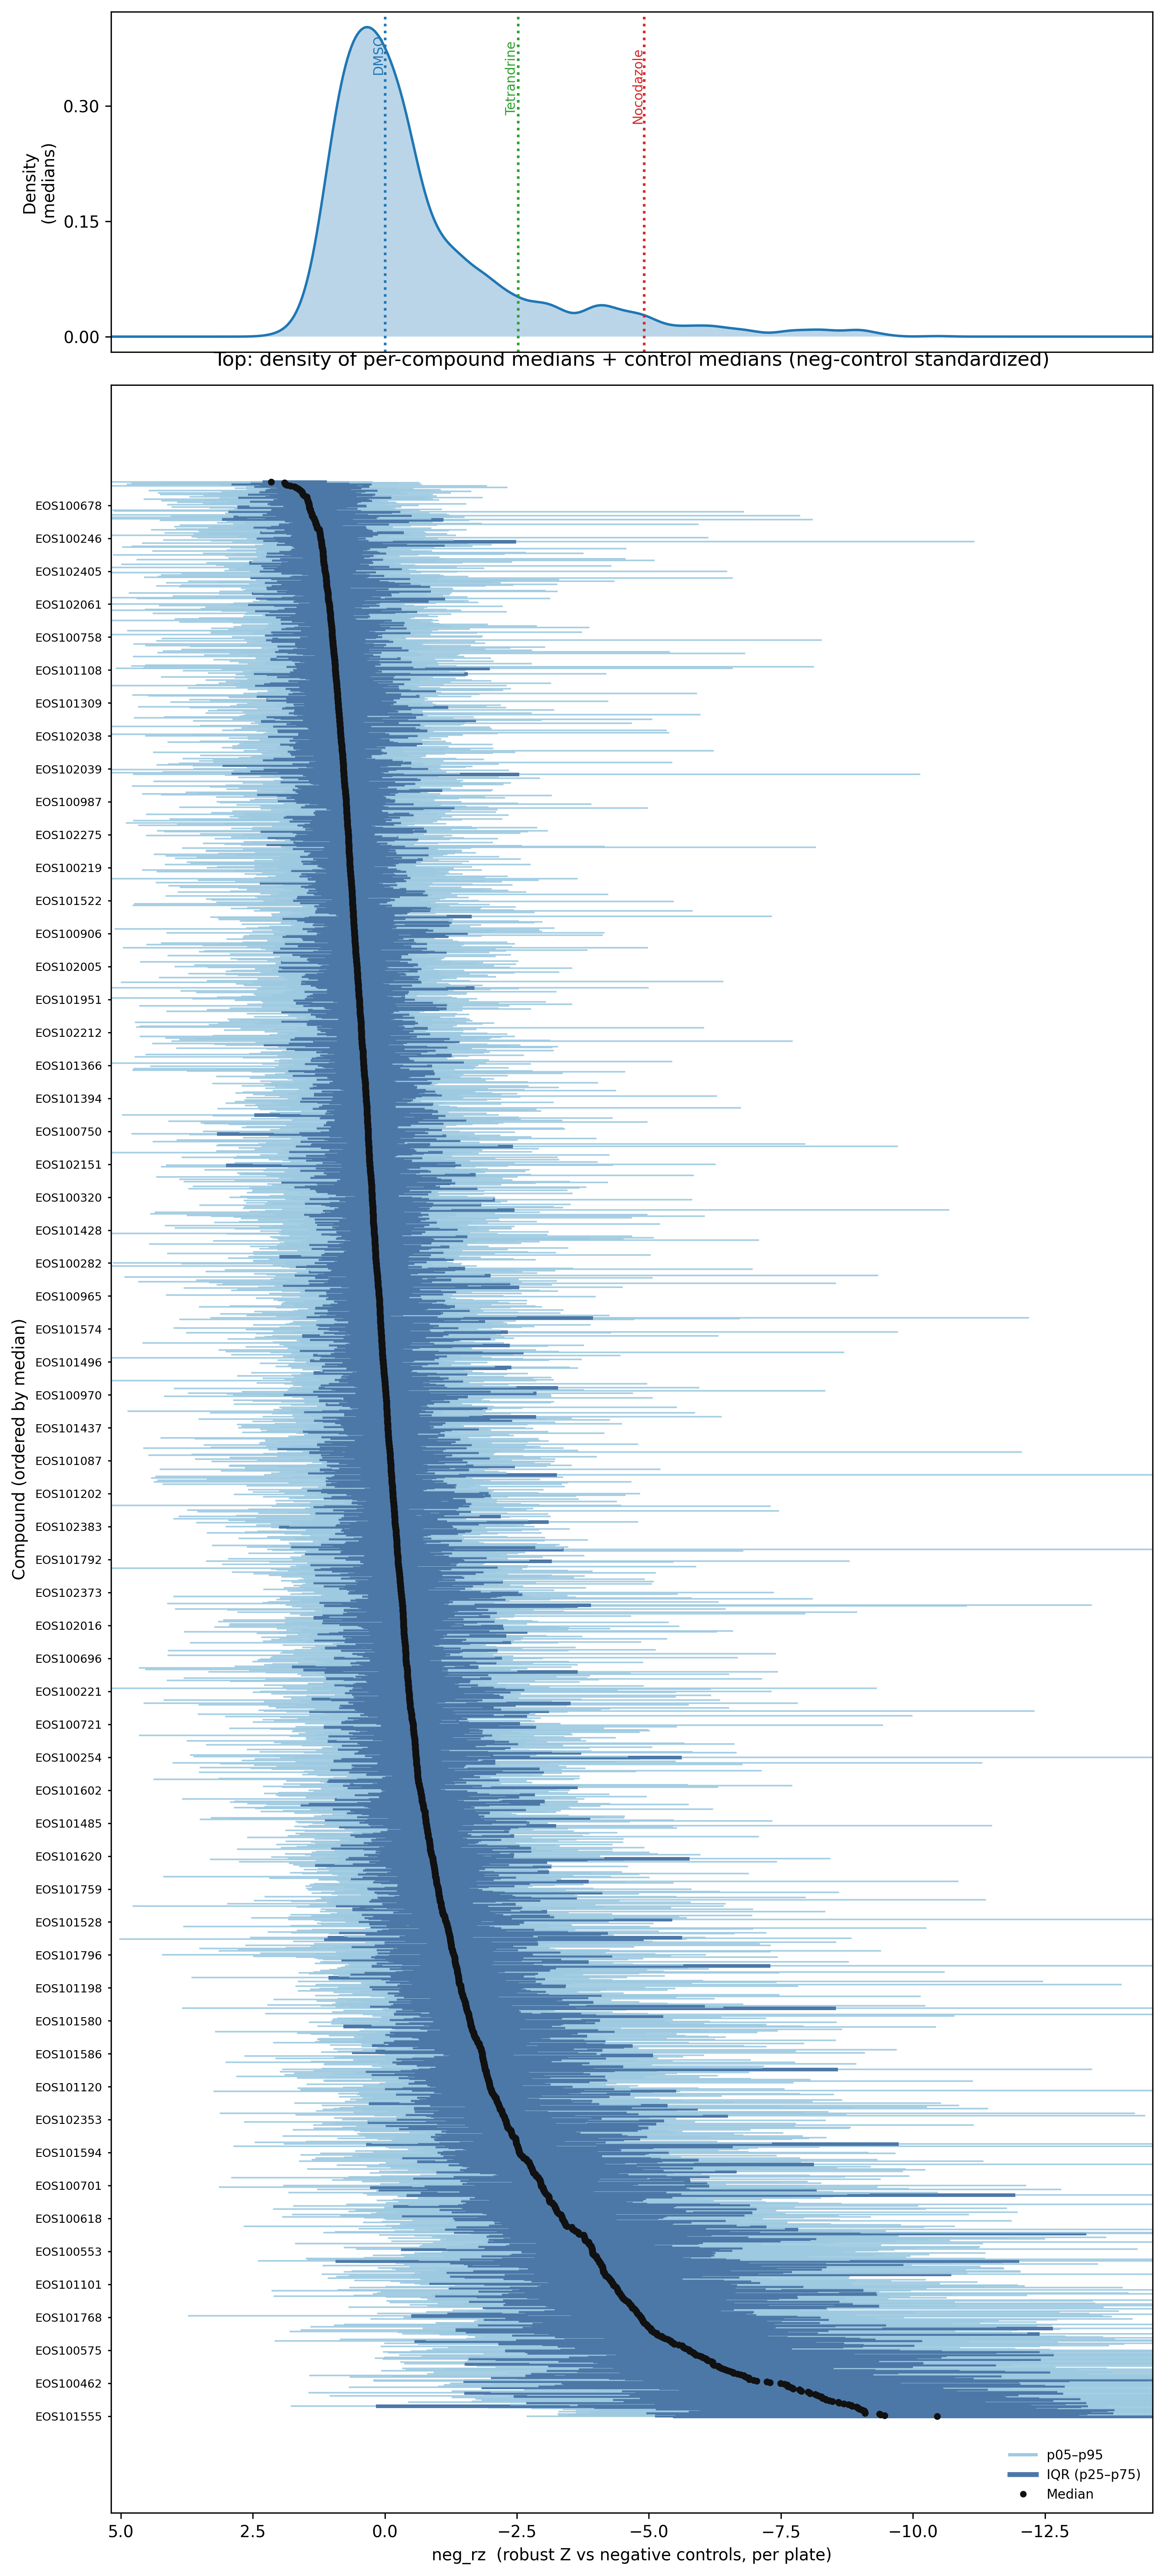 Density
(medians)
0.30
0.15
0.00
DMSO
Tetrandrine
Nocodazole
Top: density of per-compound medians + control medians (neg-control standardized)
Compound (ordered by median)
EOS100678
EOS100246
EOS102405
EOS102061
EOS100758
EOS101108
EOS101309
EOS102038
EOS102039
EOS100987
EOS102275
EOS100219
EOS101522
EOS100906
EOS102005
EOS101951
EOS102212
EOS101366
EOS101394
EOS100750
EOS102151
EOS100320
EOS101428
EOS100282
EOS100965
EOS101574
EOS101496
EOS100970
EOS101437
EOS101087
EOS101202
EOS102383
EOS101792
EOS102373
EOS102016
EOS100696
EOS100221
EOS100721
EOS100254
EOS101602
EOS101485
EOS101620
EOS101759
EOS101528
EOS101796
EOS101198
EOS101580
EOS101586
EOS101120
EOS102353
EOS101594
EOS100701
EOS100618
EOS100553
EOS101101
EOS101768
EOS100575
EOS100462
EOS101555
p05–p95
IQR (p25–p75)
Median
5.0 2.5 0.0 −2.5 −5.0 −7.5 −10.0 −12.5
neg_rz (robust Z vs negative controls, per plate)